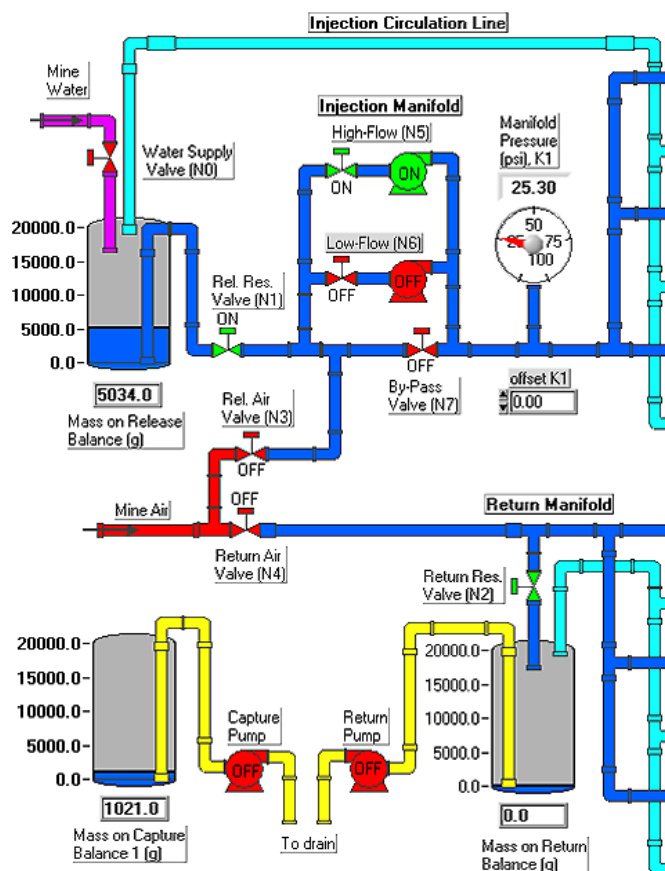 Injection Circulation Line
Mine
Water
Injection Manifold
High-Flow (N5)
Manifold
Pressure
(psi), K1
Water Supply
Valve (N0)
ON
ON
25.30
50
25
75
100
20000.0
15000.0
10000.0
5000.0
0.0
Low-Flow (N6)
OFF
OFF
Rel. Res.
Valve (N1)
ON
OFF
By-Pass
Valve (N7)
offset K1
0.00
5034.0
Mass on Release
Balance (g)
Rel. Air
Valve (N3)
OFF
OFF
Mine Air
Return Air
Valve (N4)
Return Manifold
Return Res.
Valve (N2)
20000.0
15000.0
10000.0
5000.0
0.0
Capture
Pump
OFF
Return
Pump
OFF
20000.0
15000.0
10000.0
5000.0
0.0
1021.0
Mass on Capture
Balance 1 (g)
To drain
0.0
Mass on Return
Balance (g)